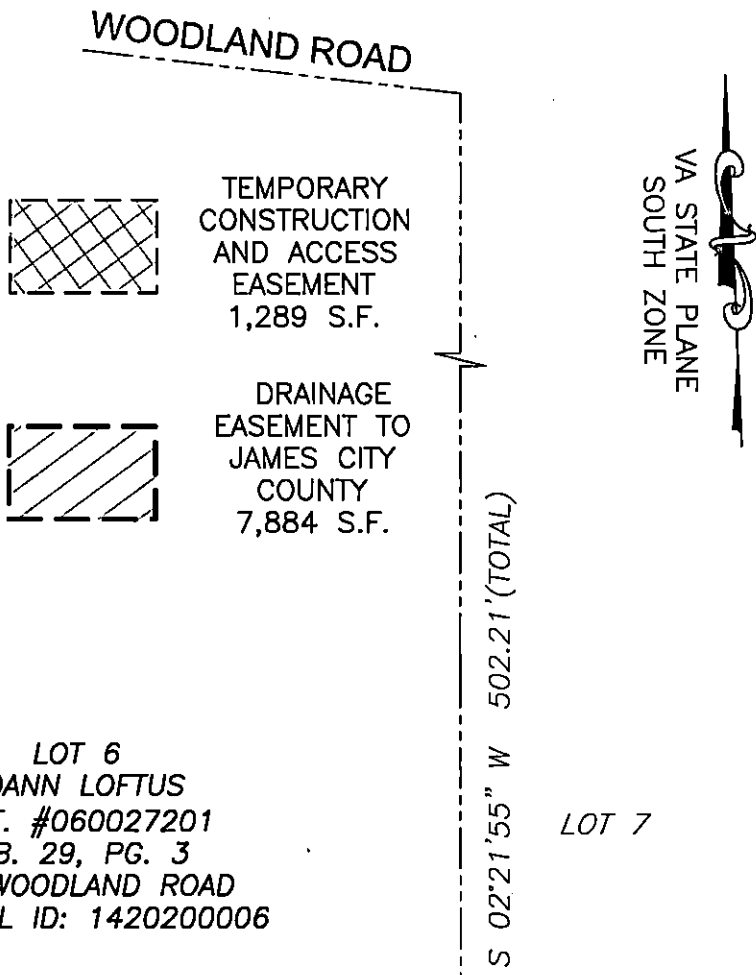 WOODLAND ROAD
TEMPORARY
CONSTRUCTION
AND ACCESS
EASEMENT
1,289 S.F.
VA STATE PLANE
SOUTH ZONE
DRAINAGE
EASEMENT TO
JAMES CITY
COUNTY
7,884 S.F.
S 02°21'55" W 502.21'(TOTAL)
LOT 6
LOFTUS
#060027201
29, PG. 3
WOODLAND ROAD
ID: 1420200006
LOT 7